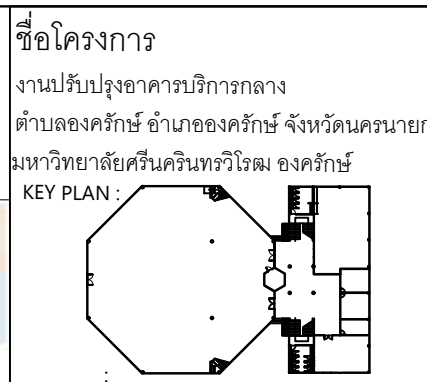 ชื่อโครงการ
งานปรับปรุงอาคารบริการกลาง
ตำบลองครักษ์ อำเภอองครักษ์ จังหวัดนครนายก
มหาวิทยาลัยศรีนครินทรวิโรฒ องครักษ์
KEY PLAN :